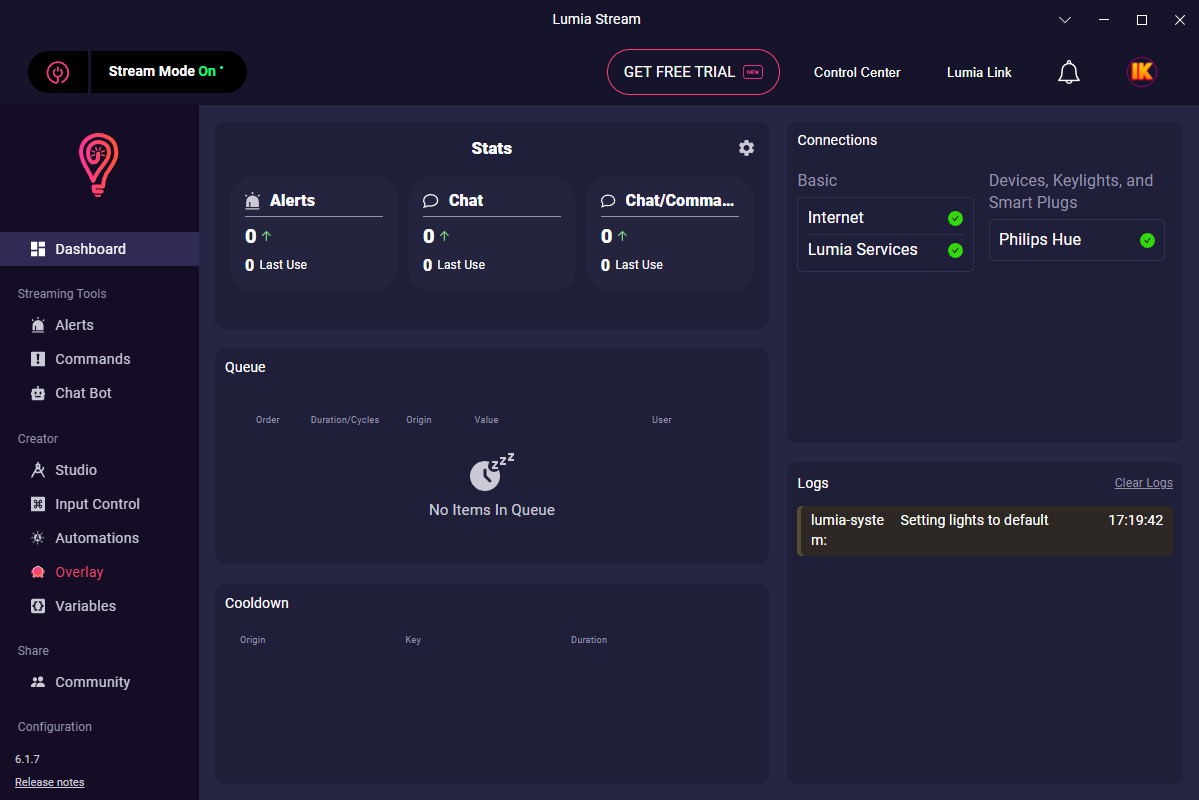 Lumia Stream
Stream Mode On
GET FREE TRIAL NEW
Control Center
Lumia Link
IK
Dashboard
Streaming Tools
Alerts
Commands
Chat Bot
Creator
Studio
Input Control
Automations
Overlay
Variables
Share
Community
Configuration
6.1.7
Release notes
Stats
Alerts
0
0 Last Use
Chat
0
0 Last Use
Chat/Comma...
0
0 Last Use
Queue
Order Duration/Cycles Origin Value User
z z z
No Items In Queue
Cooldown
Origin Key Duration
Connections
Basic
Internet
Lumia Services
Devices, Keylights, and
Smart Plugs
Philips Hue
Logs
Clear Logs
lumia-syste Setting lights to default 17:19:42
m: